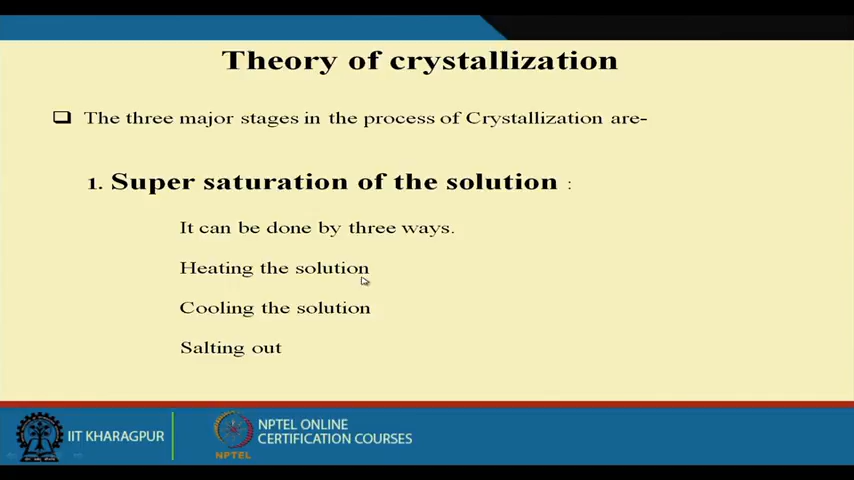 Theory of crystallization
❑ The three major stages in the process of Crystallization are-
1. Super saturation of the solution :
It can be done by three ways.
Heating the solution
Cooling the solution
Salting out
IIT KHARAGPUR
NPTEL ONLINE
CERTIFICATION COURSES
NPTEL